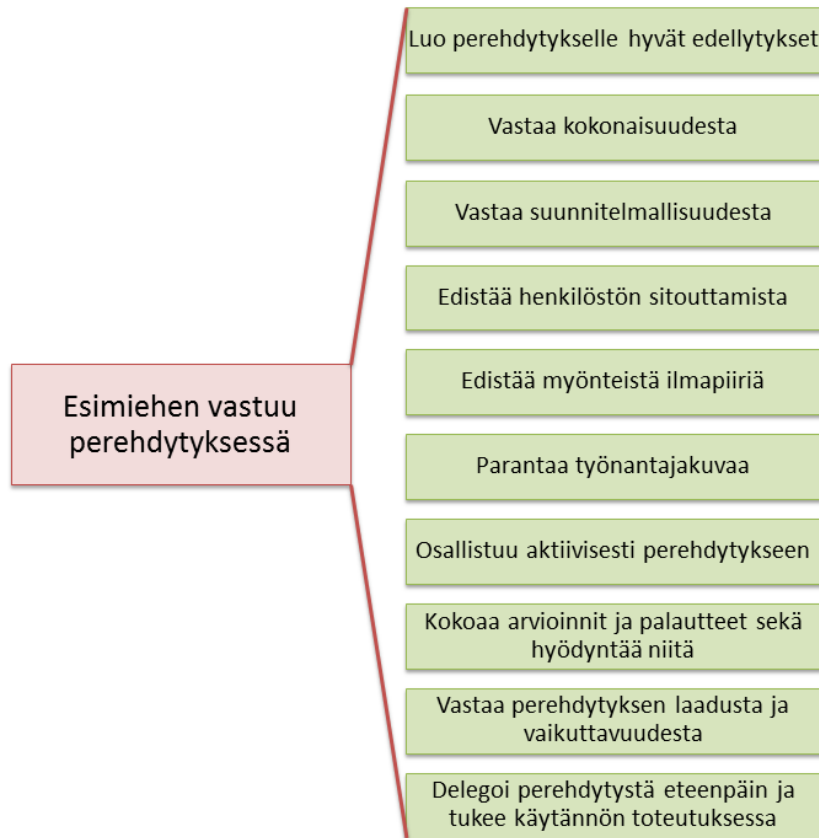 Luo perehdytykselle hyvät edellytykset
Vastaa kokonaisuudesta
Vastaa suunnitelmallisuudesta
Edistää henkilöstön sitouttamista
Edistää myönteistä ilmapiiriä
Esimiehen vastuu
perehdytyksessä
Parantaa työnantajakuvaa
Osallistuu aktiivisesti perehdytykseen
Kokoaa arvioinnit ja palautteet sekä
hyödyntää niitä
Vastaa perehdytyksen laadusta ja
vaikuttavuudesta
Delegoi perehdytystä eteenpäin ja
tukee käytännön toteutuksessa